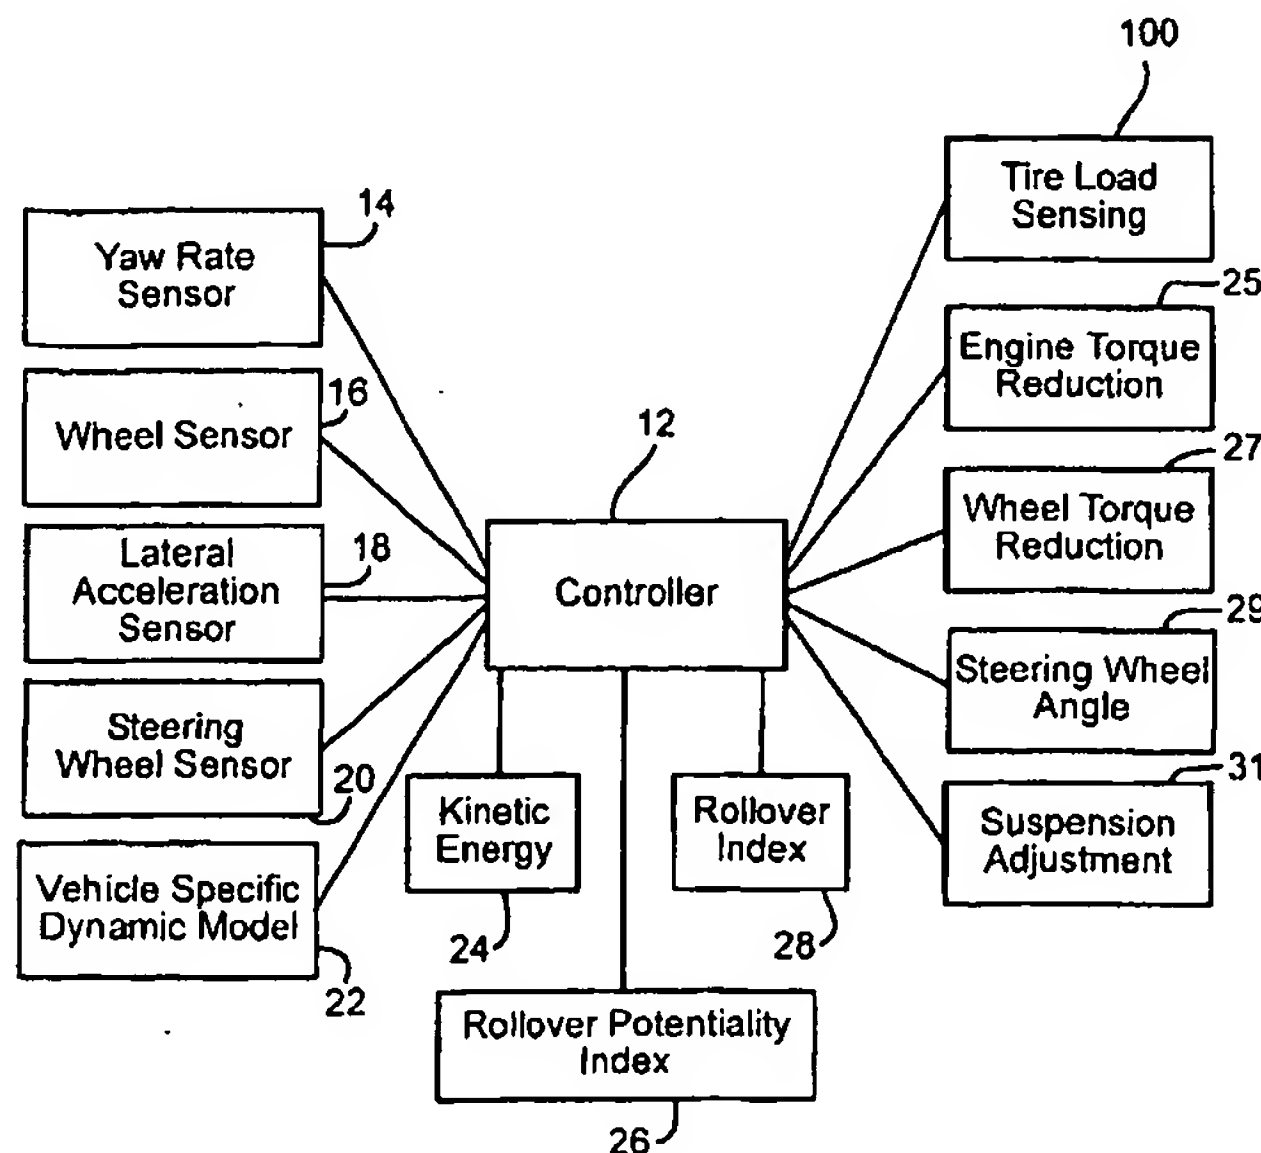 100
Tire Load
Sensing
14
Yaw Rate
Sensor
25
Engine Torque
Reduction
16
Wheel Sensor
12
Controller
27
Wheel Torque
Reduction
18
Lateral
Acceleration
Sensor
29
Steering Wheel
Angle
Steering
Wheel Sensor
20
Kinetic
Energy
24
Rollover
Index
28
31
Suspension
Adjustment
Vehicle Specific
Dynamic Model
22
Rollover Potentiality
Index
26